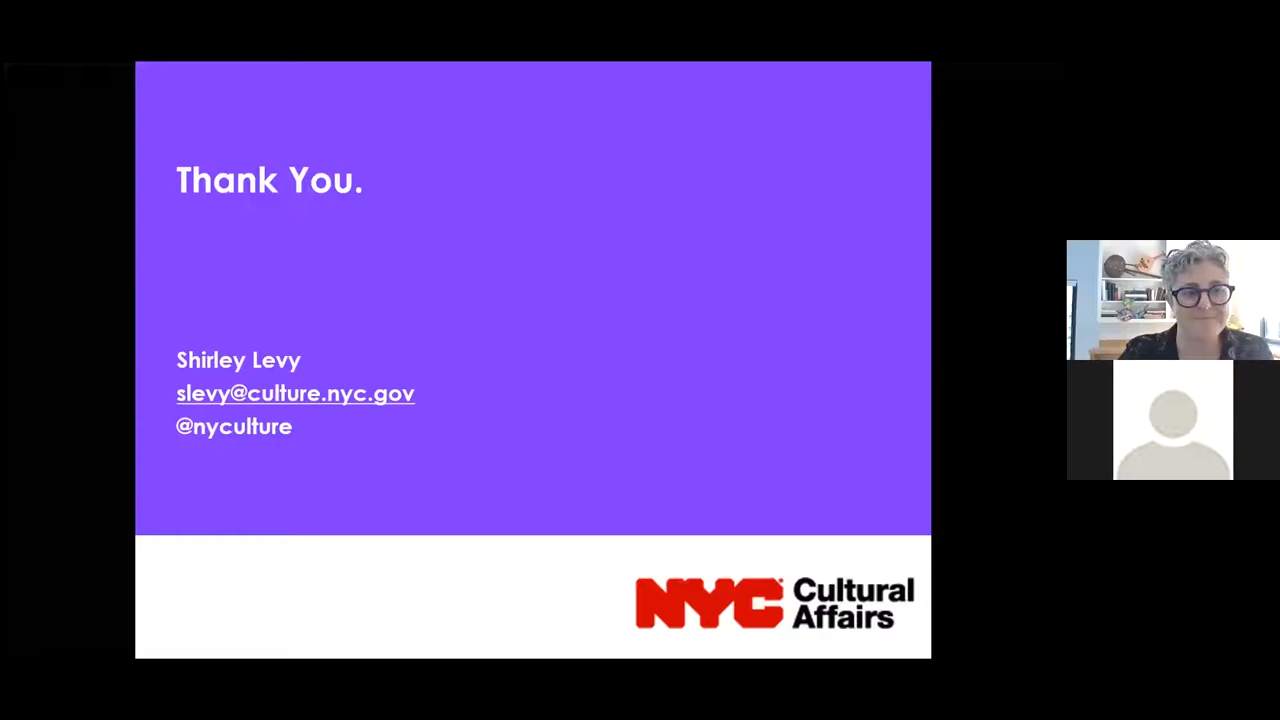 Thank You.
Shirley Levy
slevy@culture.nyc.gov
@nyculture
NYC Cultural
Affairs